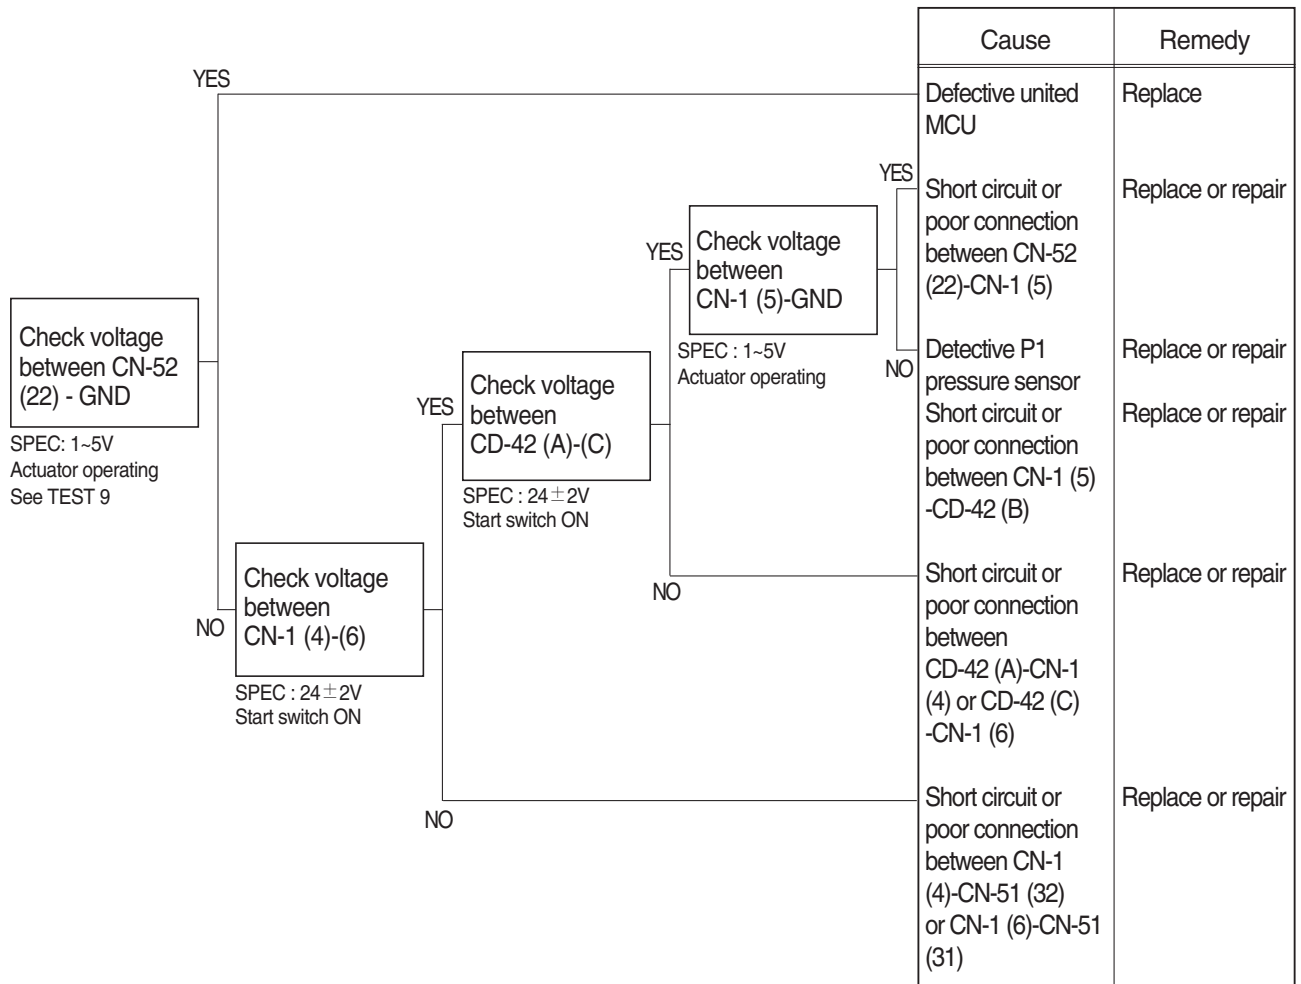 Cause
Remedy
YES
Defective united
MCU
Replace
YES
Short circuit or
poor connection
between CN-52
(22)-CN-1 (5)
Replace or repair
YES
Check voltage
between
CN-1 (5)-GND
SPEC : 1~5V
Actuator operating
NO
Detective P1
pressure sensor
Replace or repair
Short circuit or
poor connection
between CN-1 (5)
-CD-42 (B)
Replace or repair
Check voltage
between CN-52
(22) - GND
SPEC: 1~5V
Actuator operating
See TEST 9
YES
Check voltage
between
CD-42 (A)-(C)
SPEC : 24±2V
Start switch ON
NO
Short circuit or
poor connection
between
CD-42 (A)-CN-1
(4) or CD-42 (C)
-CN-1 (6)
Replace or repair
NO
Check voltage
between
CN-1 (4)-(6)
SPEC : 24±2V
Start switch ON
NO
Short circuit or
poor connection
between CN-1
(4)-CN-51 (32)
or CN-1 (6)-CN-51
(31)
Replace or repair